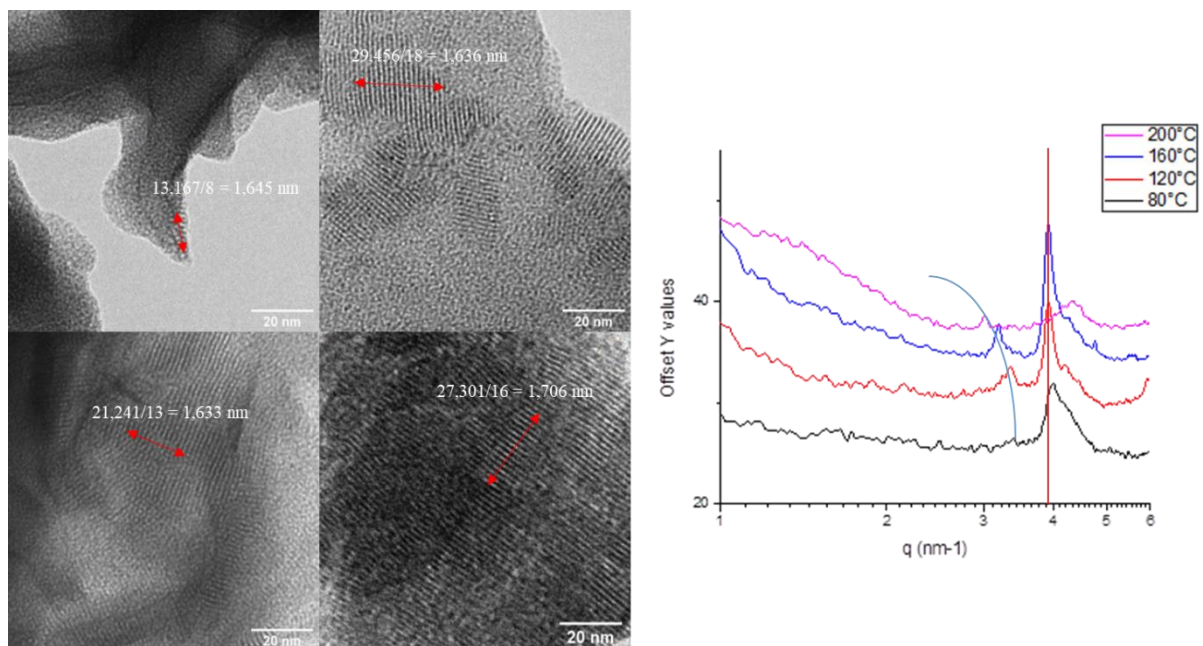 13,167/8 = 1,645 nm
20 nm
29,456/18 = 1,636 nm
20 nm
21,241/13 = 1,633 nm
20 nm
27,301/16 = 1,706 nm
20 nm
200°C
160°C
120°C
80°C
Offset Y values
40
20
1 2 3 4 5 6
q (nm-1)